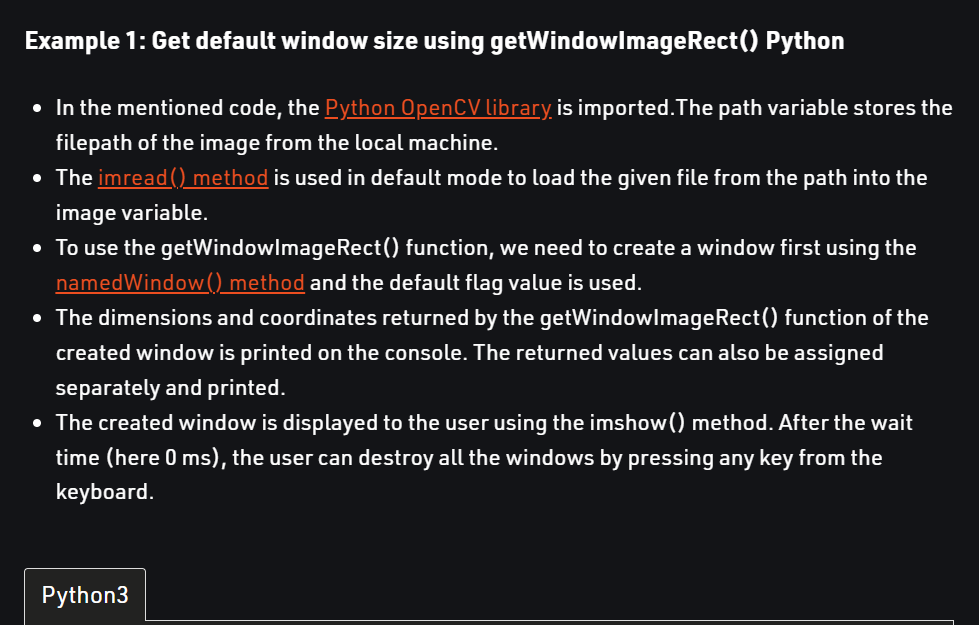 Example 1: Get default window size using getWindowImageRect() Python
• In the mentioned code, the Python OpenCV library is imported.The path variable stores the
filepath of the image from the local machine.
• The imread() method is used in default mode to load the given file from the path into the
image variable.
• To use the getWindowImageRect() function, we need to create a window first using the
namedWindow() method and the default flag value is used.
• The dimensions and coordinates returned by the getWindowImageRect() function of the
created window is printed on the console. The returned values can also be assigned
separately and printed.
• The created window is displayed to the user using the imshow() method. After the wait
time (here 0 ms), the user can destroy all the windows by pressing any key from the
keyboard.
Python3